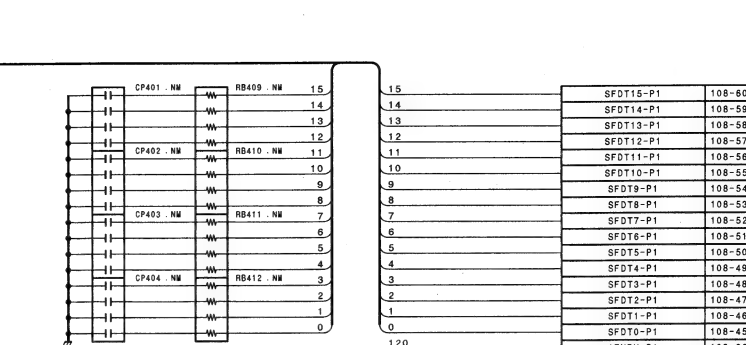 CP401 . NM RB409 . NM 15 15 SFDT15-P1 108-60
14 14 SFDT14-P1 108-59
13 13 SFDT13-P1 108-58
12 12 SFDT12-P1 108-57
CP402 . NM RB410 . NM 11 11 SFDT11-P1 108-56
10 10 SFDT10-P1 108-55
9 9 SFDT9-P1 108-54
8 8 SFDT8-P1 108-53
CP403 . NM RB411 . NM 7 7 SFDT7-P1 108-52
6 6 SFDT6-P1 108-51
5 5 SFDT5-P1 108-50
4 4 SFDT4-P1 108-49
CP404 . NM RB412 . NM 3 3 SFDT3-P1 108-48
2 2 SFDT2-P1 108-47
1 1 SFDT1-P1 108-46
0 0 SFDT0-P1 108-45
120